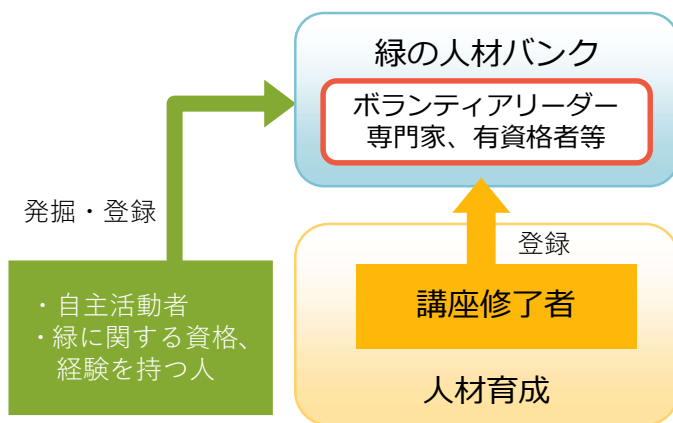 緑の人材バンク
ボランティアリーダー
専門家、有資格者等
発掘・登録
登録
・自主活動者
・緑に関する資格、
経験を持つ人
講座修了者
人材育成